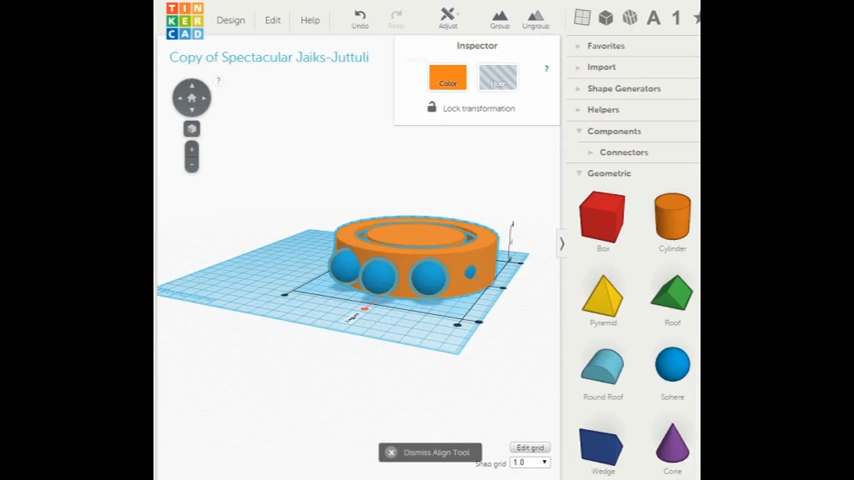 TIN
KER
CAD
Design
Edit
Help
Undo
Redo
Adjust
Group
Ungroup
A
1
Copy of Spectacular Jaiks-Juttuli
?
Inspector
Color
Hole
?
Lock transformation
Favorites
Import
Shape Generators
Helpers
Components
Connectors
Geometric
Box
Cylinder
Pyramid
Roof
Round Roof
Sphere
Wedge
Cone
Dismiss Align Tool
Edit grid
Snap grid
1.0